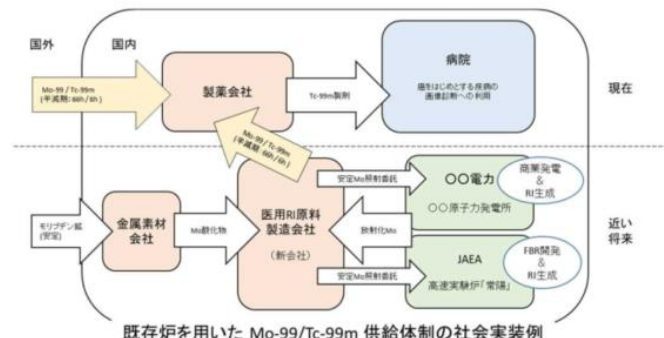 国外
国内
Mo-99 / Tc-99m
(半減期: 66h / 6h)
製薬会社
Tc-99m製剤
病院
癌をはじめとする疾病の
画像診断への利用
現在
Mo-99 / Tc-99m
(半減期: 66h / 6h)
モリブデン鉱
(安定)
金属素材
会社
Mo酸化物
医用RI原料
製造会社
(新会社)
安定Mo照射委託
放射化Mo
安定Mo照射委託
〇〇電力
〇〇原子力発電所
商業発電
&
RI生成
JAEA
高速実験炉「常陽」
FBR開発
&
RI生成
近い
将来
既存炉を用いた Mo-99/Tc-99m 供給体制の社会実装例